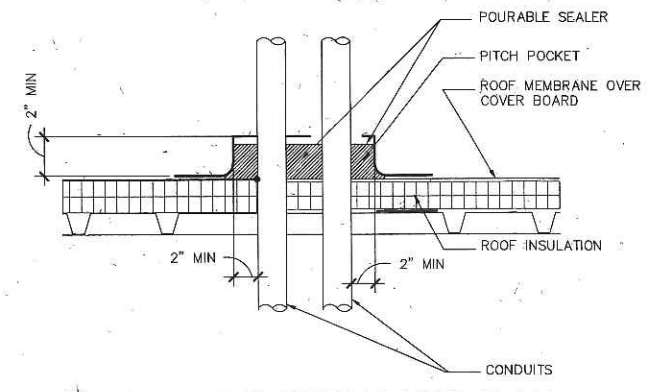 POURABLE SEALER
PITCH POCKET
ROOF MEMBRANE OVER
COVER BOARD
2" MIN
ROOF INSULATION
2" MIN
2" MIN
CONDUITS